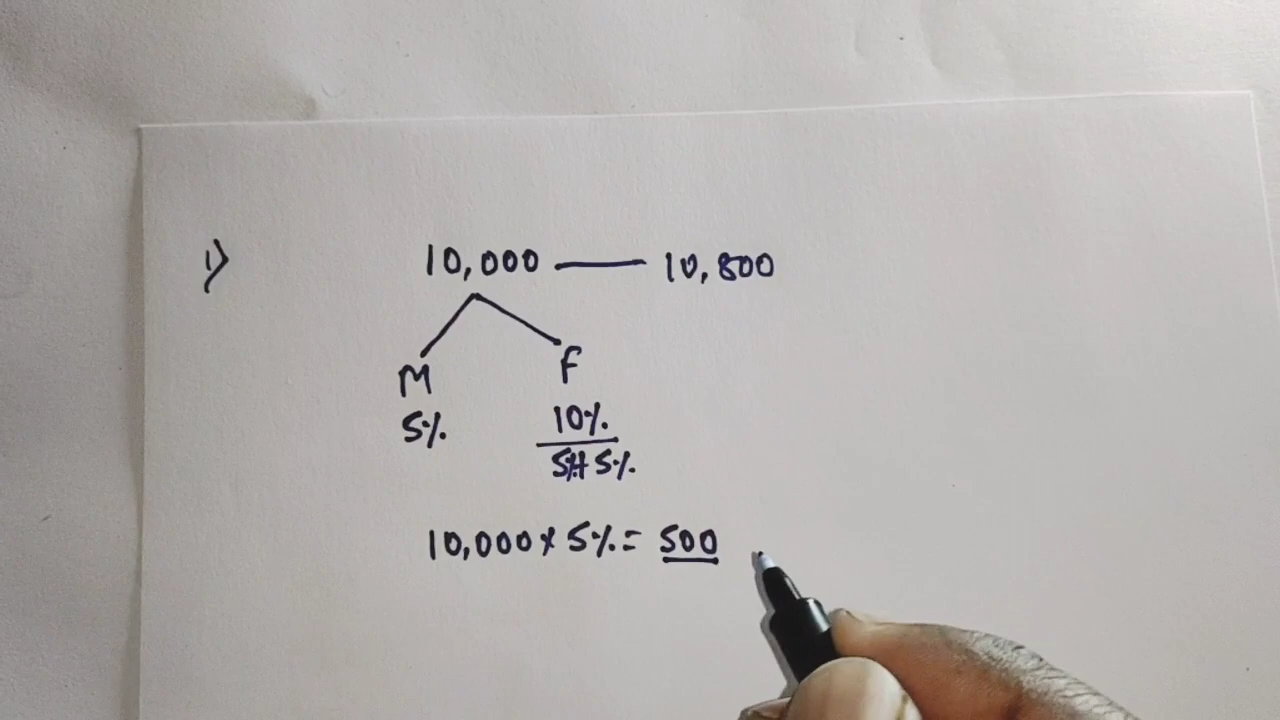 1) 10,000 — 10,800
M F
5% 10%
5%+5%
10,000 × 5% = 500